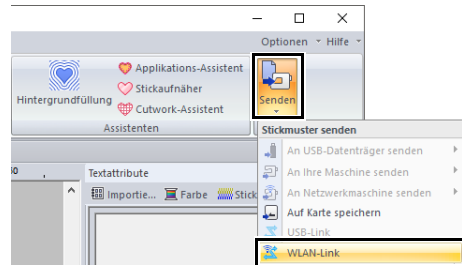 Optionen Hilfe
Applikations-Assistent
Stickaufnäher
Hintergrundfüllung
Cutwork-Assistent
Senden
Assistenten
Stickmuster senden
An USB-Datenträger senden
Textattribute
An Ihre Maschine senden
Importie... Farbe Stick
An Netzwerkmaschine senden
Auf Karte speichern
USB-Link
WLAN-Link